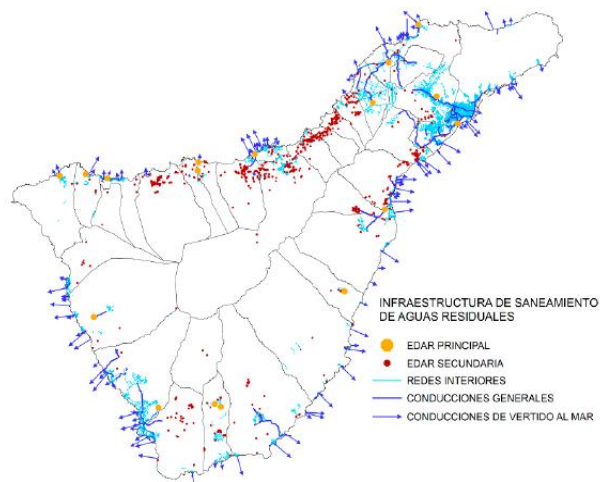 INFRAESTRUCTURA DE SANEAMIENTO
DE AGUAS RESIDUALES
EDAR PRINCIPAL
EDAR SECUNDARIA
REDES INTERIORES
CONDUCCIONES GENERALES
CONDUCCIONES DE VERTIDO AL MAR